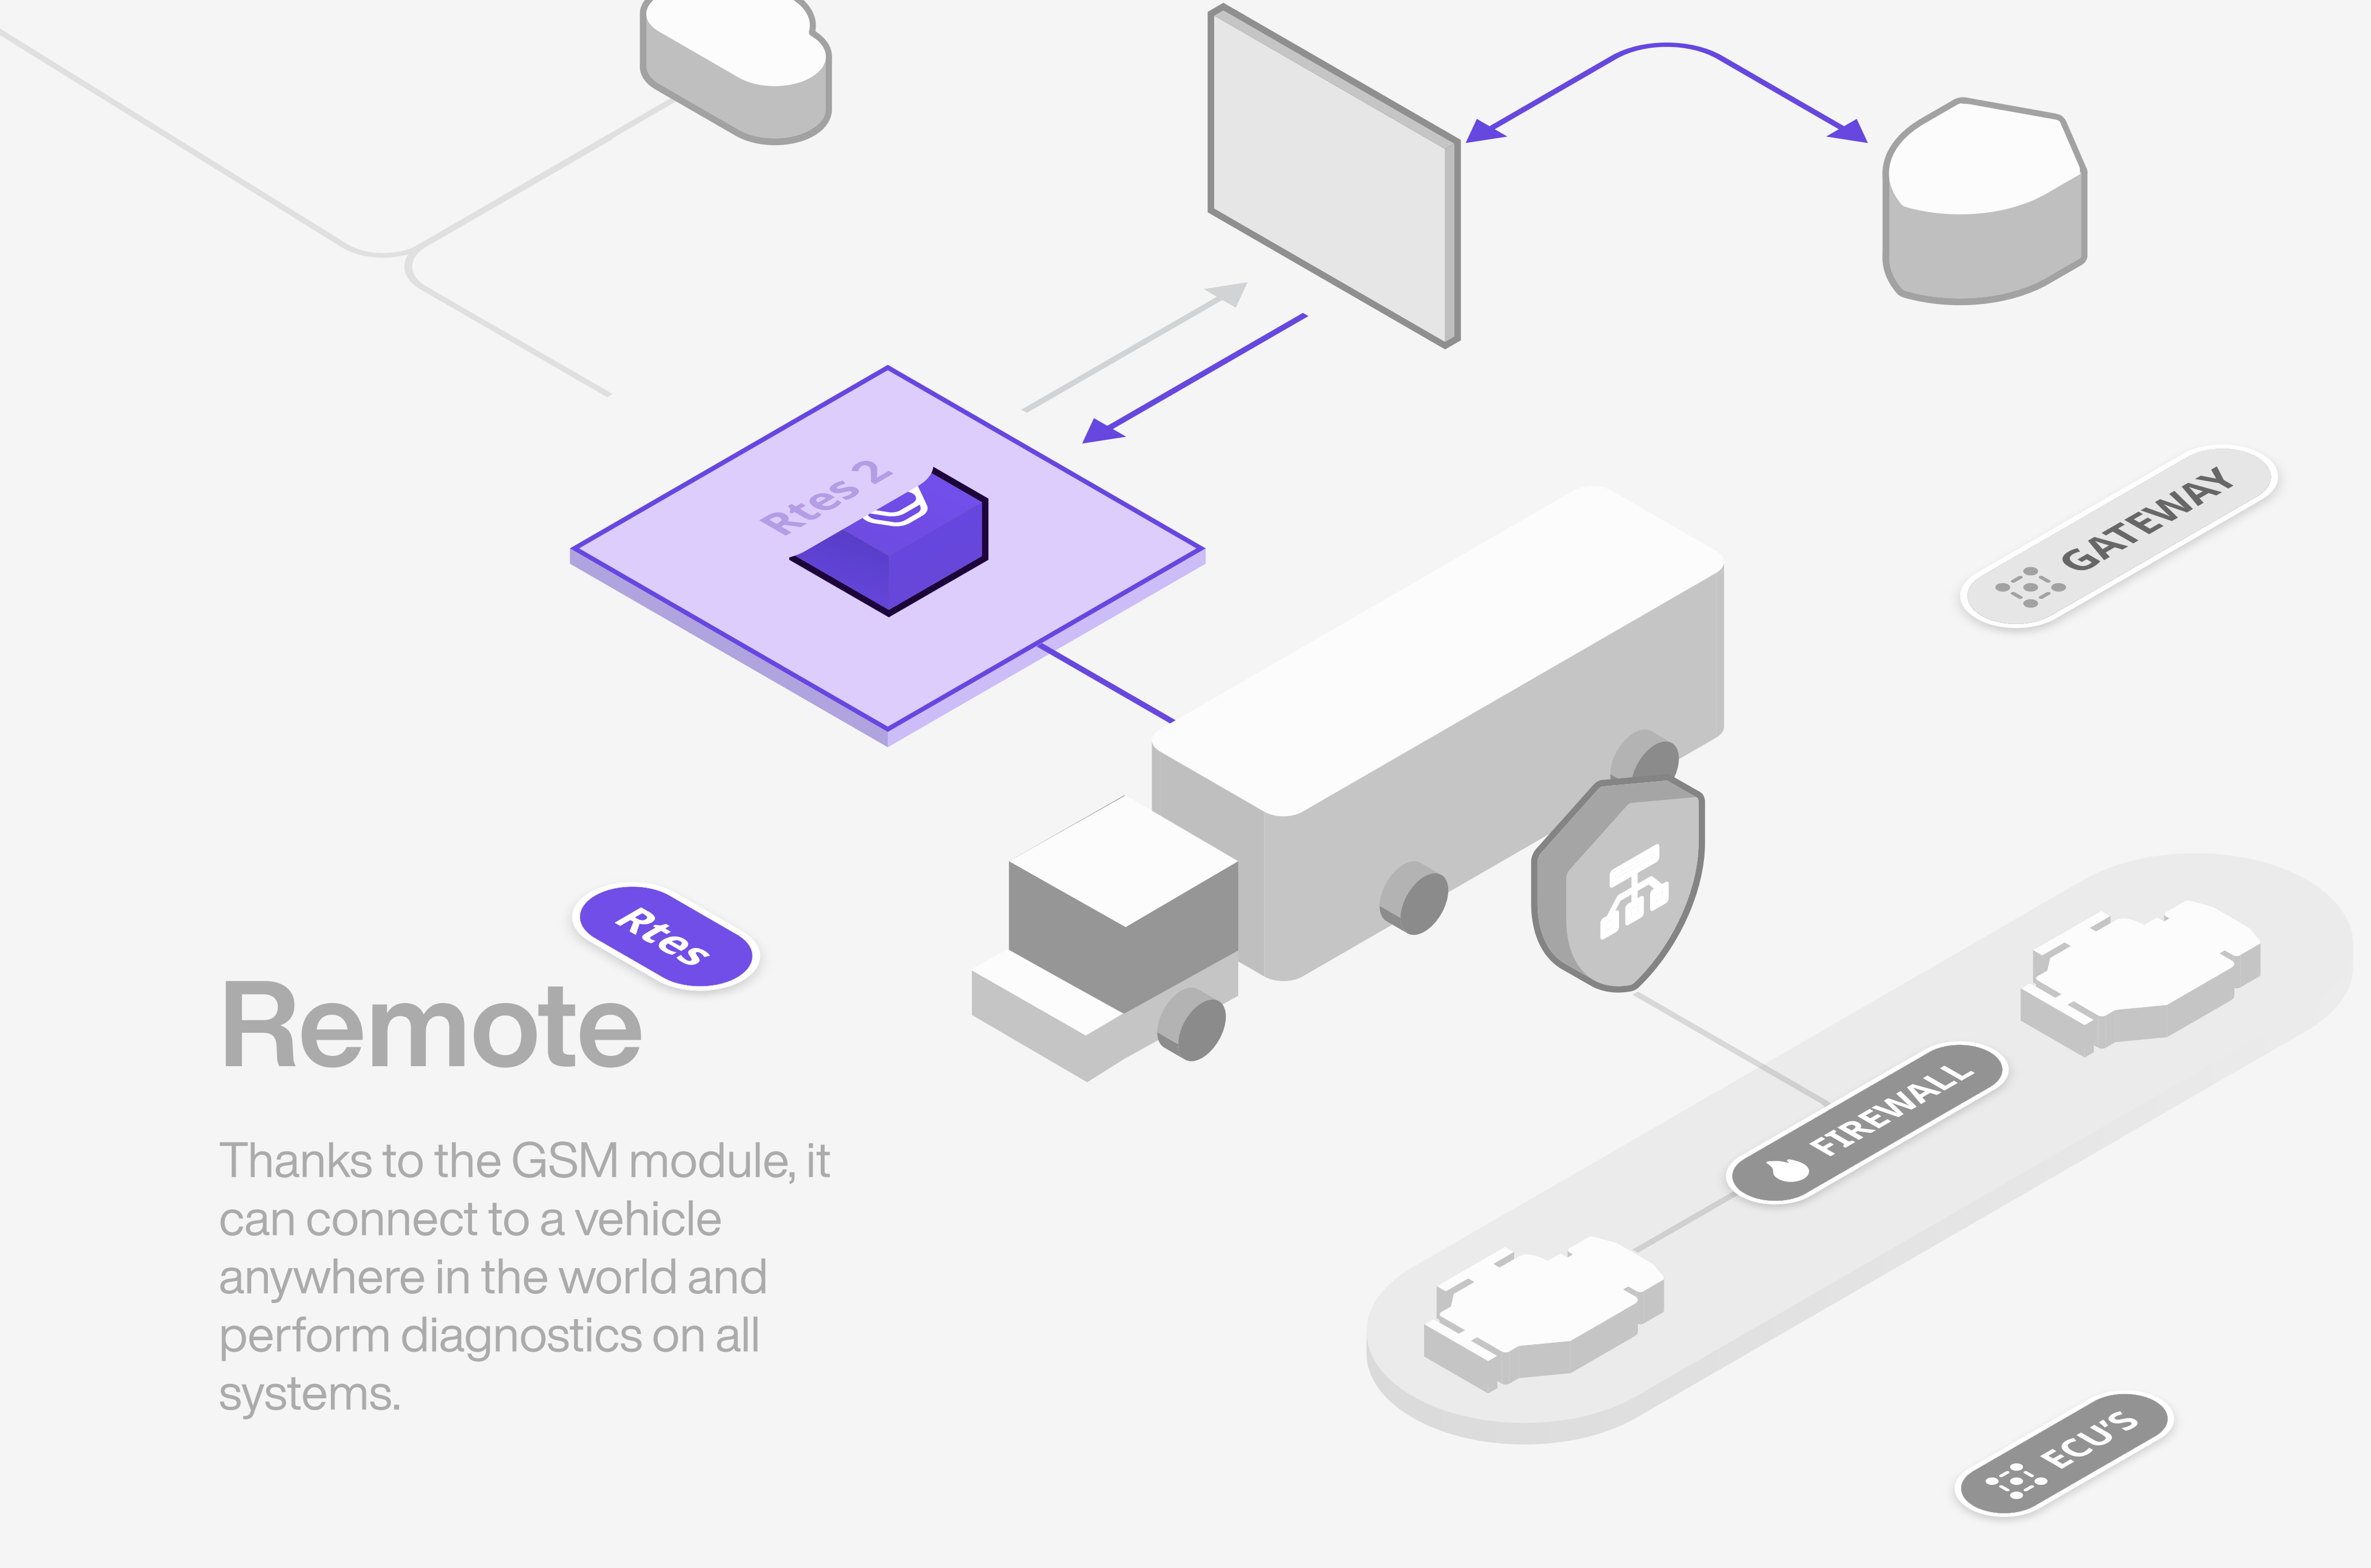 Rtes 2
GATEWAY
Rtes
Remote
FIREWALL
Thanks to the GSM module, it
can connect to a vehicle
anywhere in the world and
perform diagnostics on all
systems.
ECU'S